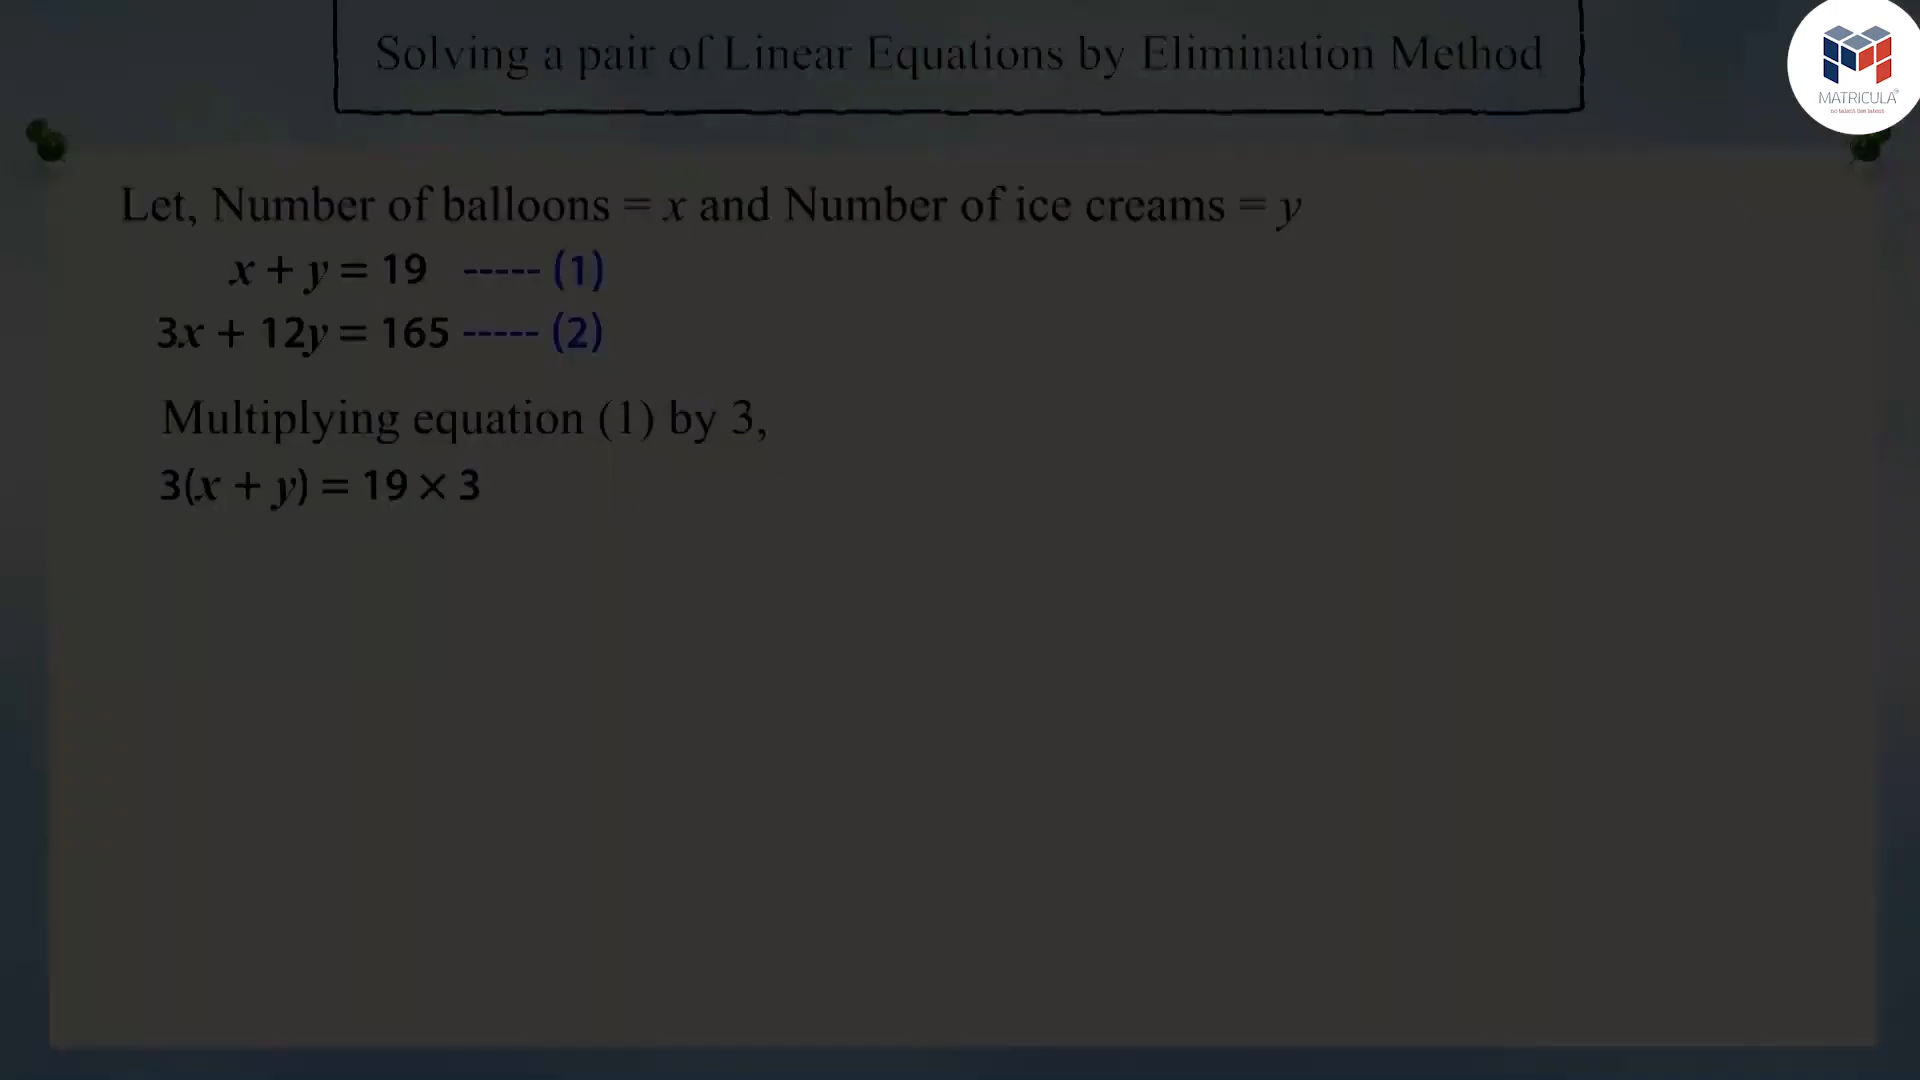 Solving a pair of Linear Equations by Elimination Method
MATRICULA
Let, Number of balloons = x and Number of ice creams = y
x + y = 19 ----- (1)
3x + 12y = 165 ----- (2)
Multiplying equation (1) by 3,
3(x + y) = 19 × 3